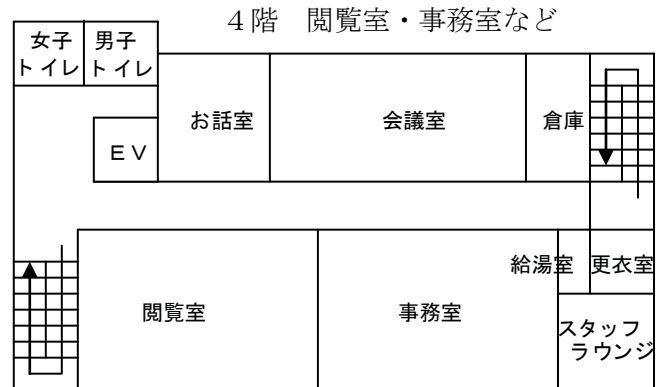 ４階　閲覧室・事務室など
女子
トイレ
男子
トイレ
お話室
会議室
倉庫
ＥＶ
給湯室
更衣室
閲覧室
事務室
スタッフ
ラウンジ